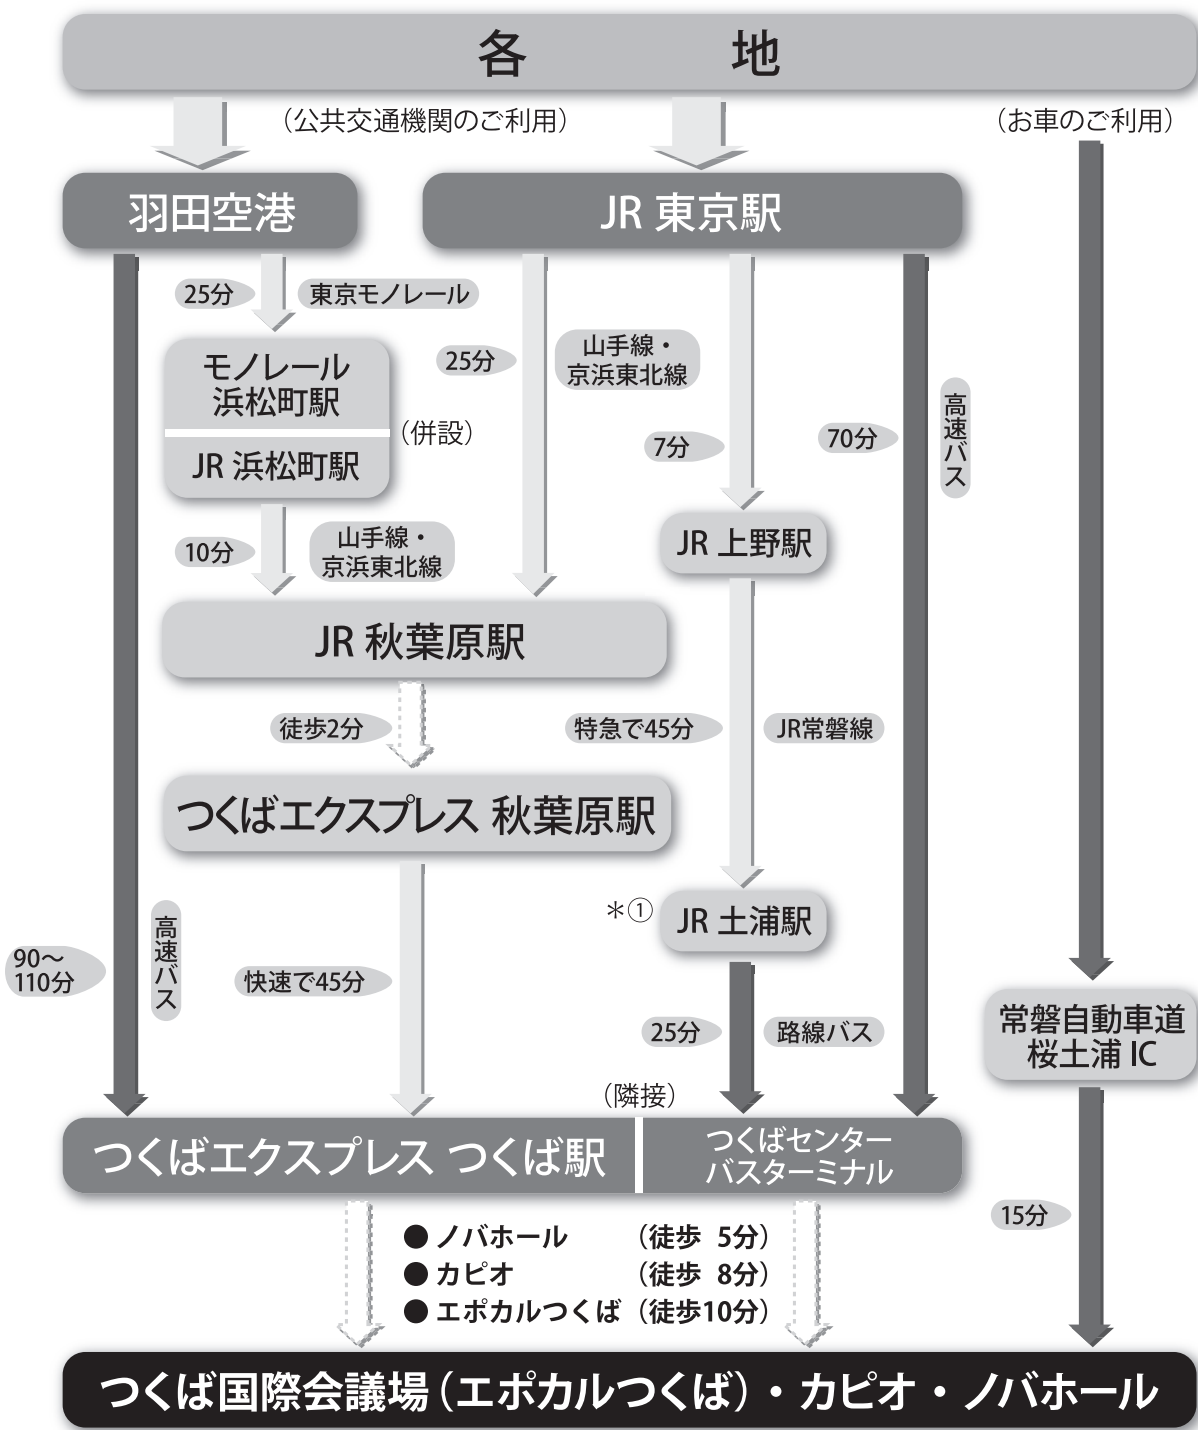 各 地
（公共交通機関のご利用）
（お車のご利用）
羽田空港
JR 東京駅
25分
東京モノレール
モノレール
浜松町駅
（併設）
JR 浜松町駅
25分
山手線・
京浜東北線
7分
70分
高速バス
10分
山手線・
京浜東北線
JR 上野駅
JR 秋葉原駅
徒歩2分
特急で45分
JR常磐線
つくばエクスプレス 秋葉原駅
＊①
JR 土浦駅
90〜
110分
高速バス
快速で45分
25分
路線バス
常磐自動車道
桜土浦 IC
（隣接）
つくばエクスプレス つくば駅
つくばセンター
バスターミナル
15分
● ノバホール （徒歩 5分）
● カピオ （徒歩 8分）
● エポカルつくば （徒歩10分）
つくば国際会議場（エポカルつくば）・カピオ・ノバホール